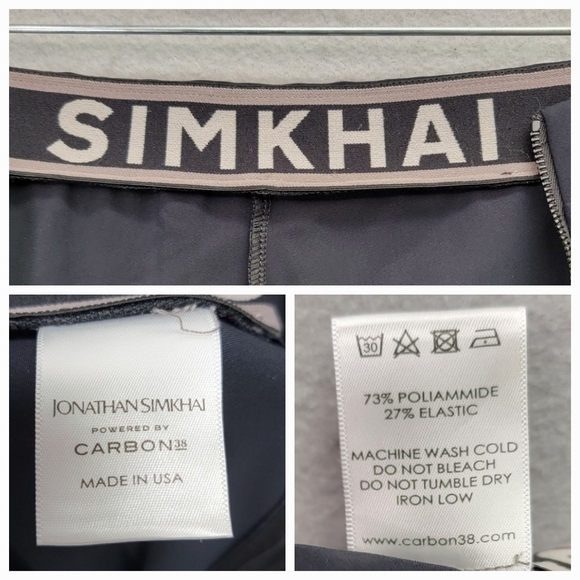 SIMKHAI
JONATHAN SIMKHAI
POWERED BY
CARBON38
MADE IN USA
30
73% POLIAMMIDE
27% ELASTIC
MACHINE WASH COLD
DO NOT BLEACH
DO NOT TUMBLE DRY
IRON LOW
www.carbon38.com